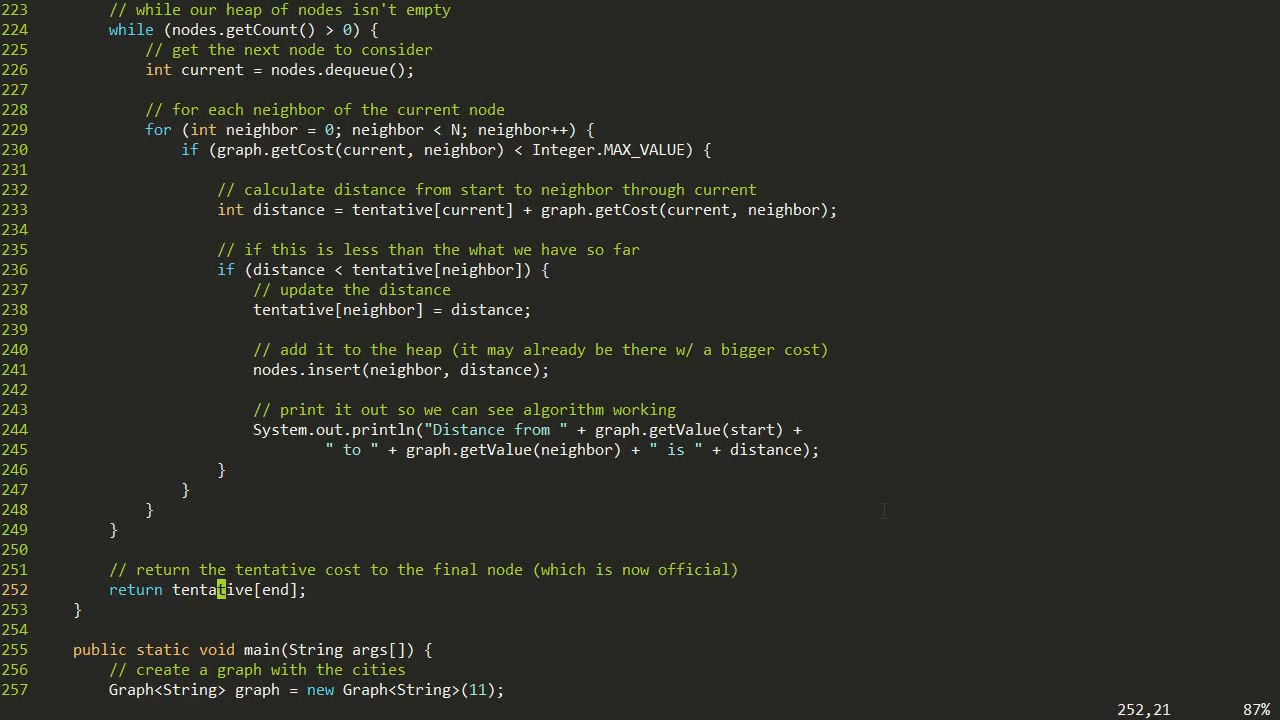 223 // while our heap of nodes isn't empty
224 while (nodes.getCount() > 0) {
225 // get the next node to consider
226 int current = nodes.dequeue();
227
228 // for each neighbor of the current node
229 for (int neighbor = 0; neighbor < N; neighbor++) {
230 if (graph.getCost(current, neighbor) < Integer.MAX_VALUE) {
231
232 // calculate distance from start to neighbor through current
233 int distance = tentative[current] + graph.getCost(current, neighbor);
234
235 // if this is less than the what we have so far
236 if (distance < tentative[neighbor]) {
237 // update the distance
238 tentative[neighbor] = distance;
239
240 // add it to the heap (it may already be there w/ a bigger cost)
241 nodes.insert(neighbor, distance);
242
243 // print it out so we can see algorithm working
244 System.out.println("Distance from " + graph.getValue(start) +
245 " to " + graph.getValue(neighbor) + " is " + distance);
246 }
247 }
248 }
249 }
250
251 // return the tentative cost to the final node (which is now official)
252 return tentative[end];
253 }
254
255 public static void main(String args[]) {
256 // create a graph with the cities
257 Graph<String> graph = new Graph<String>(11);
252,21 87%